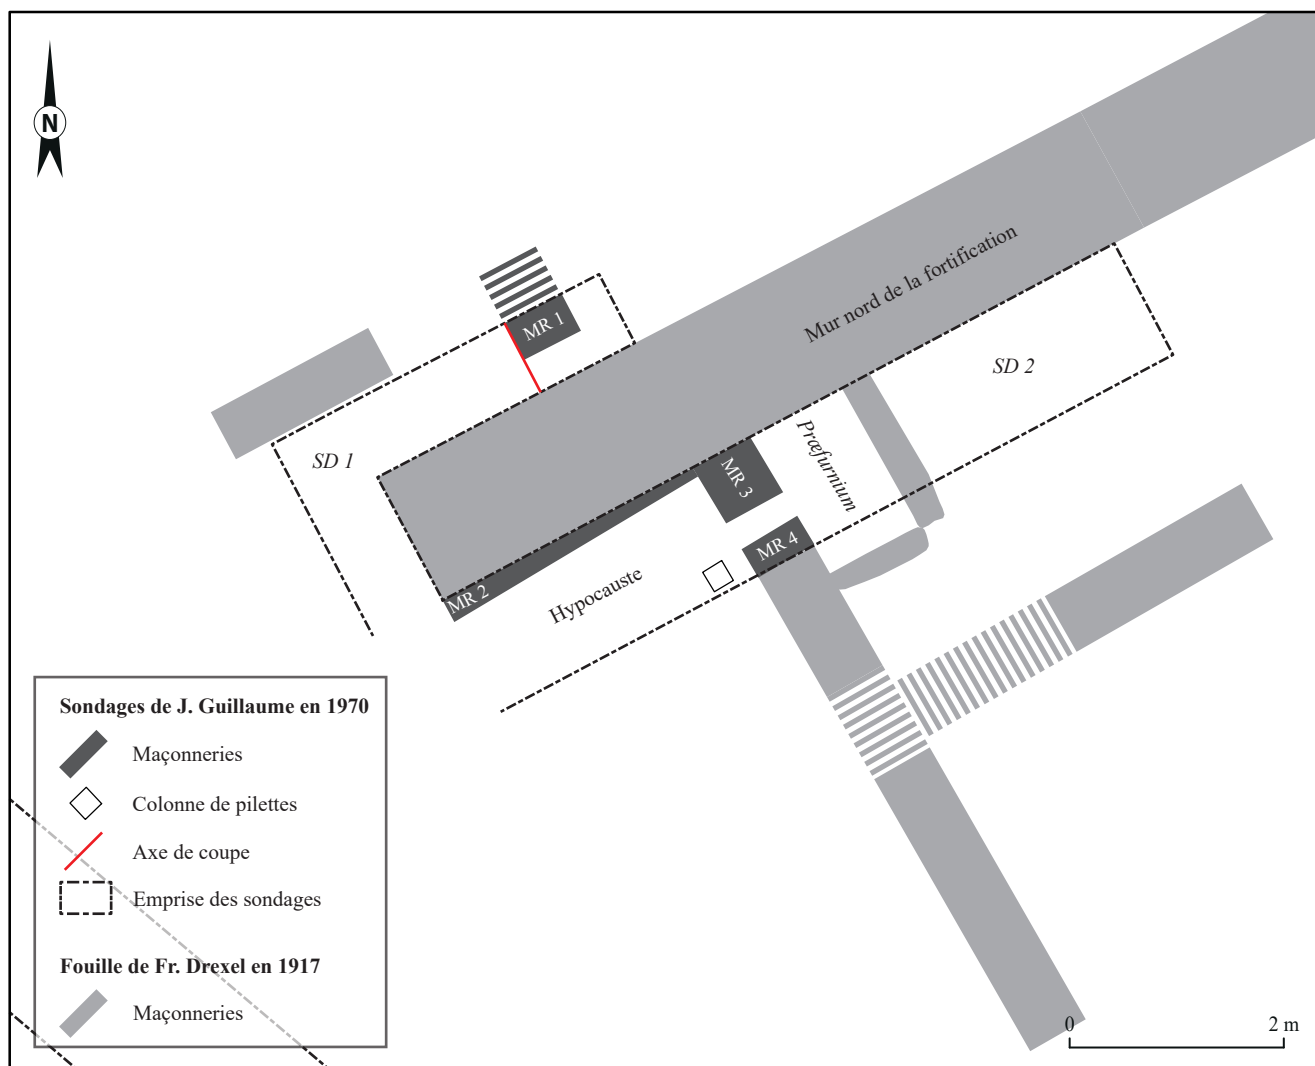 N
Mur nord de la fortification
MR 1
SD 2
SD 1
Præfurnium
MR 3
MR 4
Hypocauste
MR 2
Sondages de J. Guillaume en 1970
Maçonneries
Colonne de pilettes
Axe de coupe
Emprise des sondages
Fouille de Fr. Drexel en 1917
Maçonneries
0 2 m